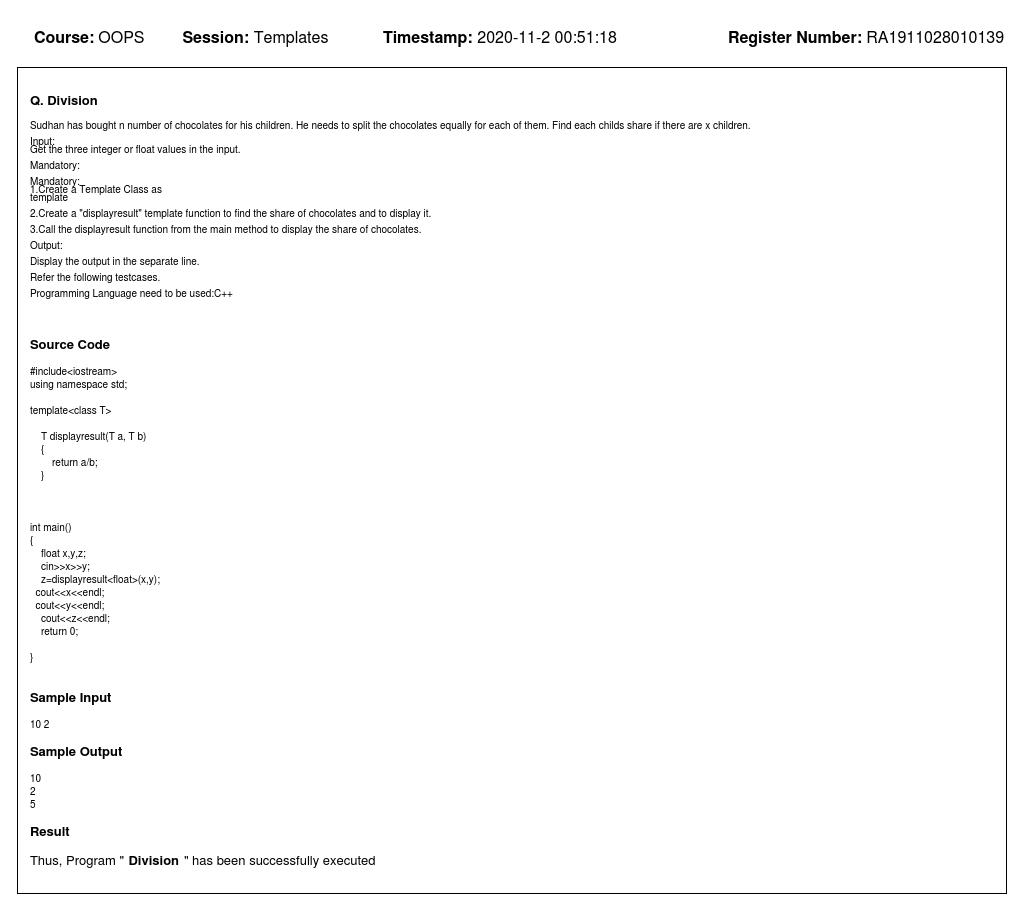 Course: OOPS Session: Templates Timestamp: 2020-11-2 00:51:18 Register Number: RA1911028010139
Q. Division
Sudhan has bought n number of chocolates for his children. He needs to split the chocolates equally for each of them. Find each childs share if there are x children.
Input:
Get the three integer or float values in the input.
Mandatory:
Mandatory:
1.Create a Template Class as
template
2.Create a "displayresult" template function to find the share of chocolates and to display it.
3.Call the displayresult function from the main method to display the share of chocolates.
Output:
Display the output in the separate line.
Refer the following testcases.
Programming Language need to be used:C++
Source Code
#include<iostream>
using namespace std;
template<class T>
T displayresult(T a, T b)
{
return a/b;
}
int main()
{
float x,y,z;
cin>>x>>y;
z=displayresult<float>(x,y);
cout<<x<<endl;
cout<<y<<endl;
cout<<z<<endl;
return 0;
}
Sample Input
10 2
Sample Output
10
2
5
Result
Thus, Program " Division " has been successfully executed